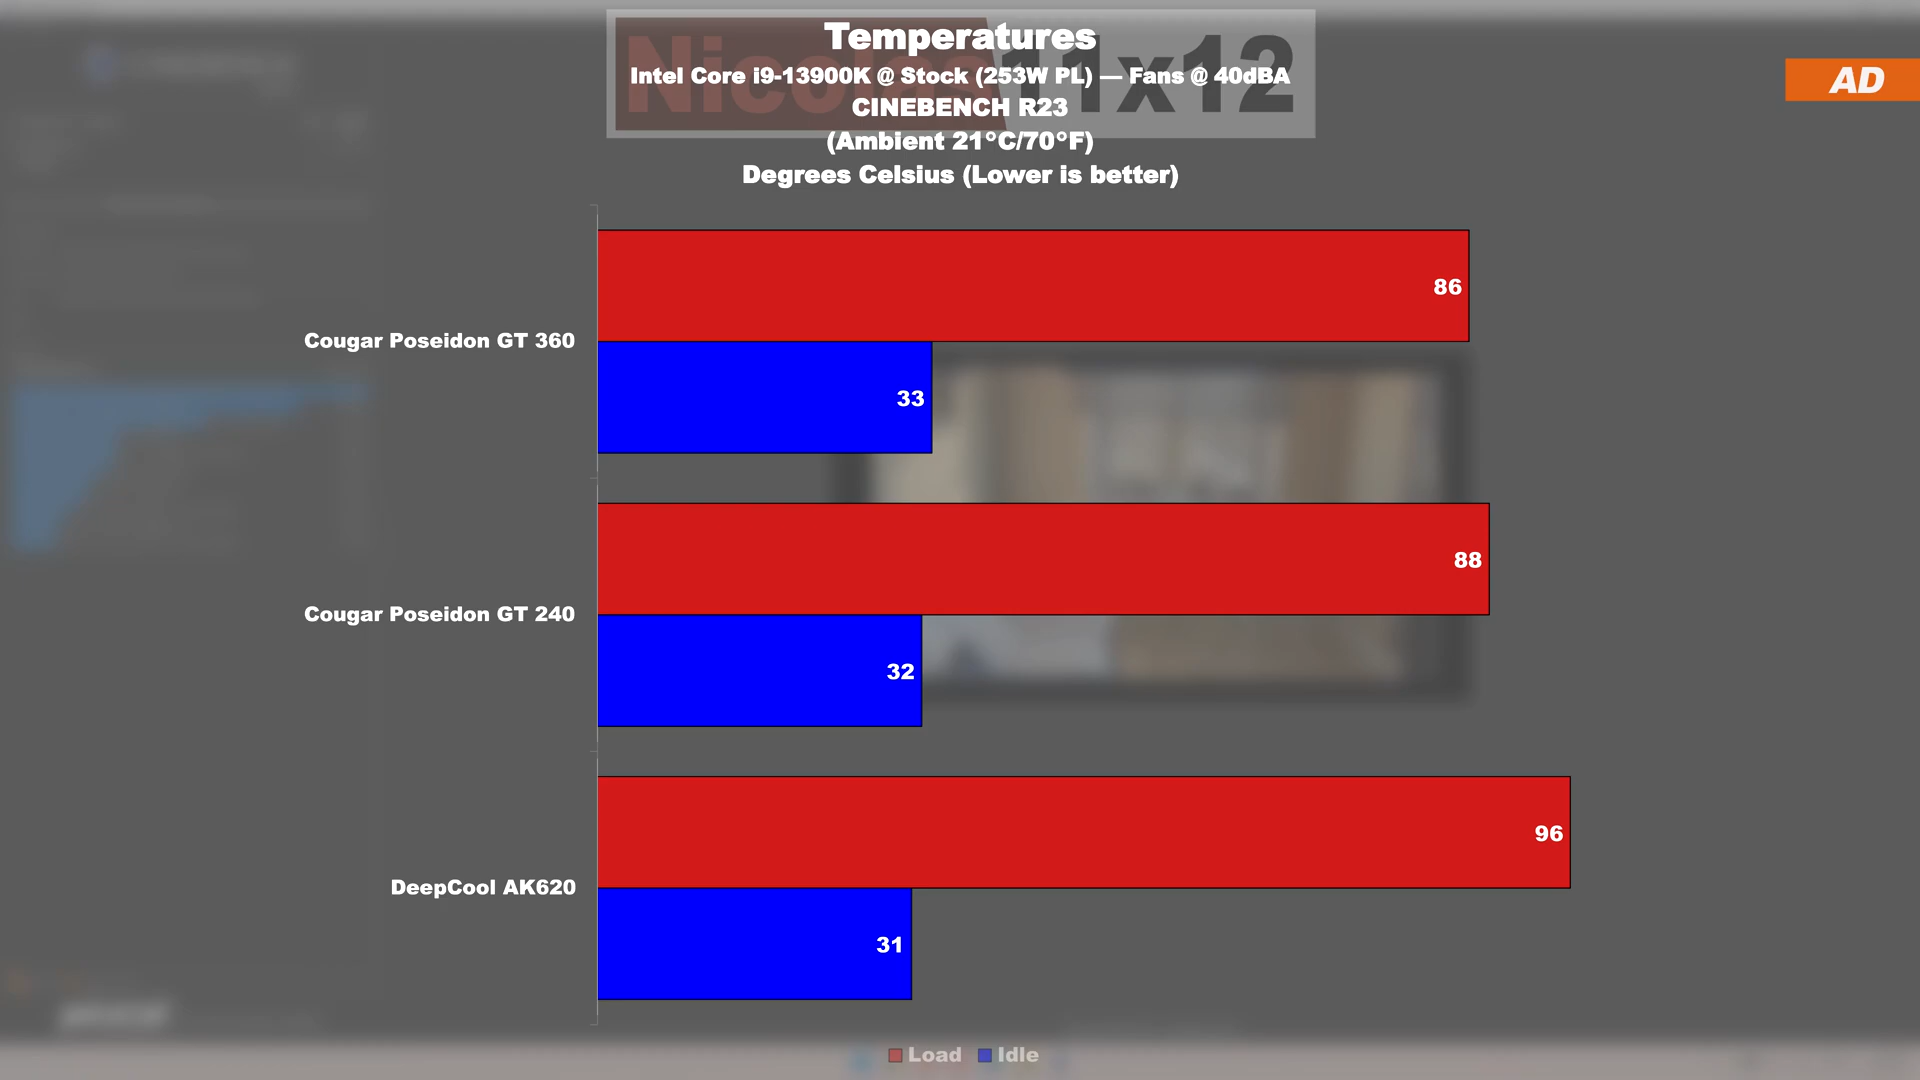 Temperatures
Nicolas11x12
Intel Core i9-13900K @ Stock (253W PL) — Fans @ 40dBA
CINEBENCH R23
(Ambient 21°C/70°F)
Degrees Celsius (Lower is better)
AD
86
Cougar Poseidon GT 360
33
88
Cougar Poseidon GT 240
32
96
DeepCool AK620
31
Load Idle